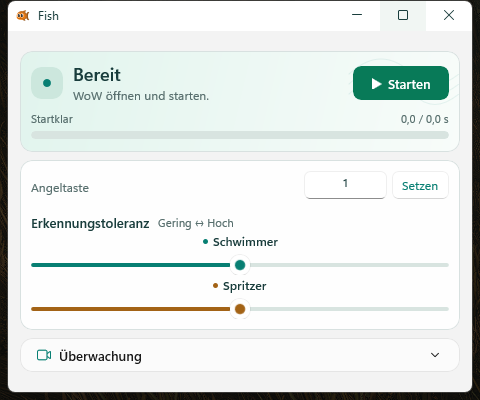 Fish
Bereit
WoW öffnen und starten.
Starten
Startklar 0,0 / 0,0 s
Angeltaste 1 Setzen
Erkennungstoleranz Gering ↔ Hoch
• Schwimmer
• Spritzer
Überwachung